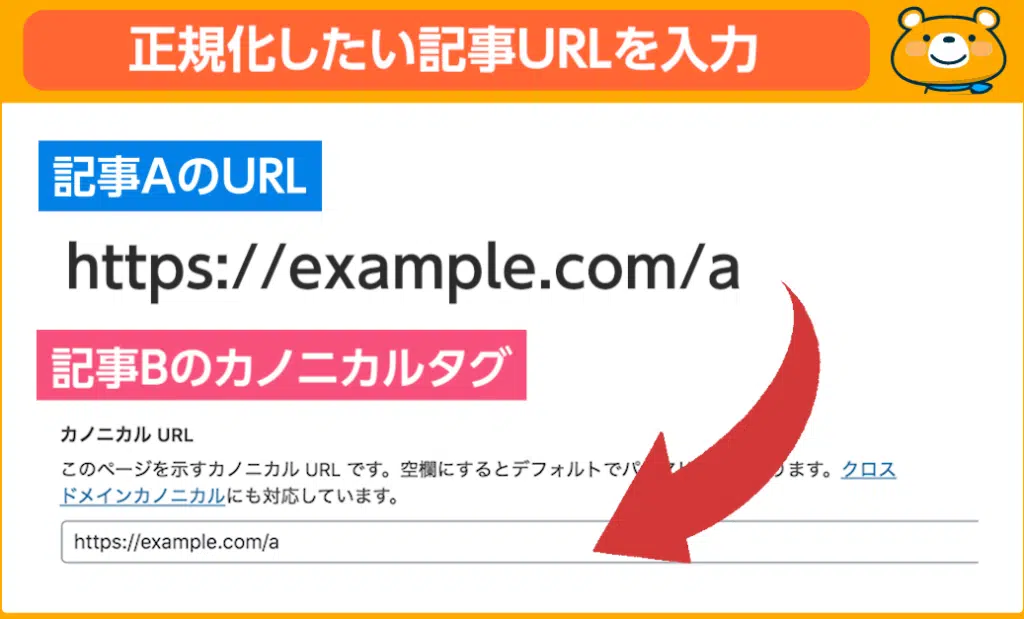 正規化したい記事URLを入力
記事AのURL
https://example.com/a
記事Bのカノニカルタグ
カノニカル URL
このページを示すカノニカル URL です。空欄にするとデフォルトでパ ります。クロス
ドメインカノニカルにも対応しています。
https://example.com/a